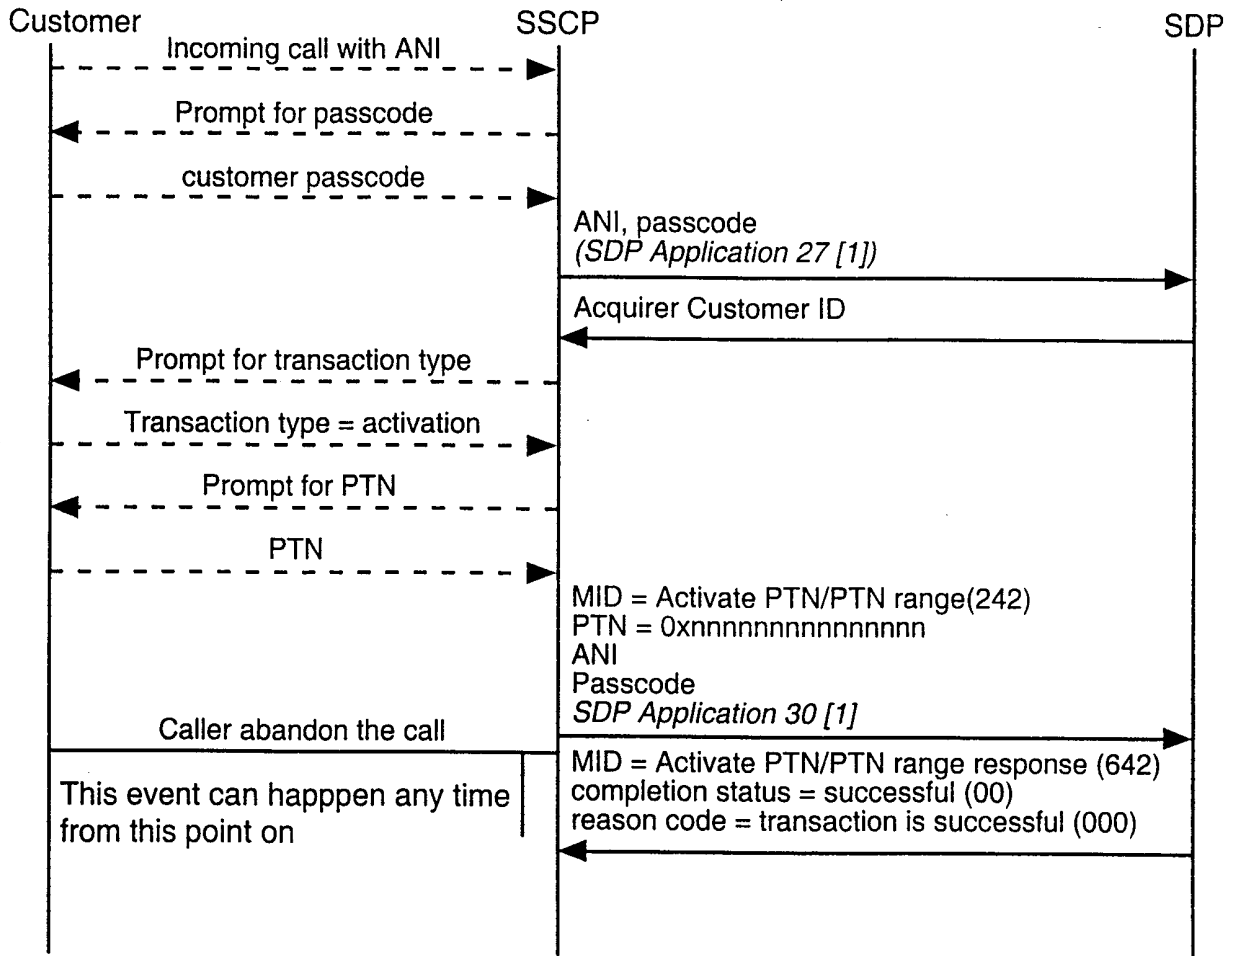 Customer
SSCP
SDP
Incoming call with ANI
Prompt for passcode
customer passcode
ANI, passcode
(SDP Application 27 [1])
Acquirer Customer ID
Prompt for transaction type
Transaction type = activation
Prompt for PTN
PTN
MID = Activate PTN/PTN range(242)
PTN = 0xnnnnnnnnnnnnnnnn
ANI
Passcode
SDP Application 30 [1]
Caller abandon the call
This event can happpen any time
from this point on
MID = Activate PTN/PTN range response (642)
completion status = successful (00)
reason code = transaction is successful (000)